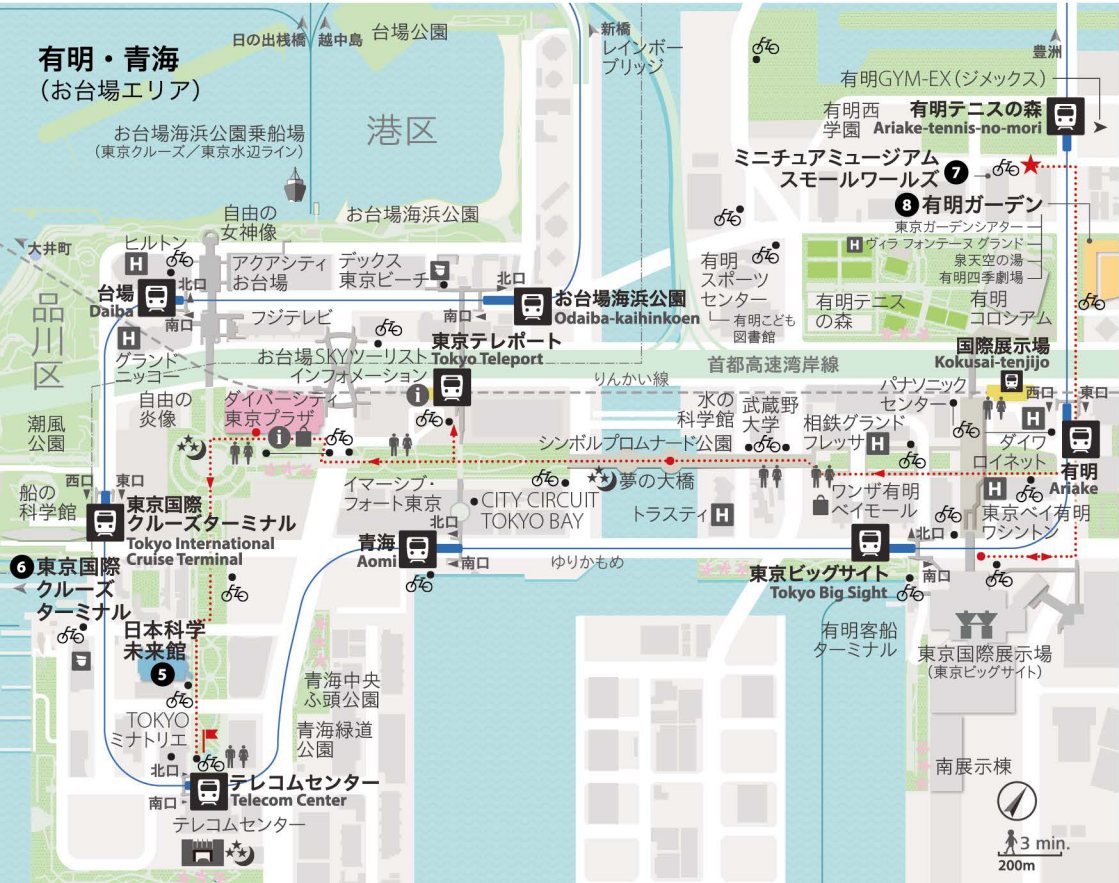 有明・青海
(お台場エリア)
日の出桟橋
越中島
台場公園
新橋
レインボー
ブリッジ
豊洲
有明GYM-EX(ジメックス)
有明西
学園
有明テニスの森
Ariake-tennis-no-mori
お台場海浜公園乗船場
(東京クルーズ/東京水辺ライン)
港区
ミニチュアミュージアム
スモールワールズ
7
8
有明ガーデン
東京ガーデンシアター
H
ヴィラ フォンテーヌ グランド
泉天空の湯
有明四季劇場
自由の
女神像
お台場海浜公園
大井町
ヒルトン
H
アクアシティ
お台場
デックス
東京ビーチ
北口
台場
Daiba
北口
南口
南口
お台場海浜公園
Odaiba-kaihinkoen
有明
スポーツ
センター
有明こども
図書館
有明テニス
の森
有明
コロシアム
品川区
フジテレビ
H
グランド
ニッコー
お台場SKYツーリスト
インフォメーション
東京テレポート
Tokyo Teleport
首都高速湾岸線
国際展示場
Kokusai-tenjijo
りんかい線
自由の
炎像
ダイバーシティ
東京プラザ
i
i
水の
科学館
武蔵野
大学
パナソニック
センター
相鉄グランド
フレッサ
H
西口
東口
H
ダイワ
ロイネット
潮風
公園
シンボルプロムナード公園
有明
Ariake
西口
東口
船の
科学館
東京国際
クルーズターミナル
Tokyo International
Cruise Terminal
イマーシブ・
フォート東京
CITY CIRCUIT
TOKYO BAY
夢の大橋
トラスティ
H
ワンザ有明
ベイモール
H
東京ベイ有明
ワシントン
北口
青海
Aomi
南口
ゆりかもめ
北口
東京ビッグサイト
Tokyo Big Sight
南口
6
東京国際
クルーズ
ターミナル
日本科学
未来館
5
有明客船
ターミナル
東京国際展示場
(東京ビッグサイト)
青海中央
ふ頭公園
TOKYO
ミナトリエ
青海緑道
公園
北口
南口
テレコムセンター
Telecom Center
テレコムセンター
南展示棟
3 min.
200m